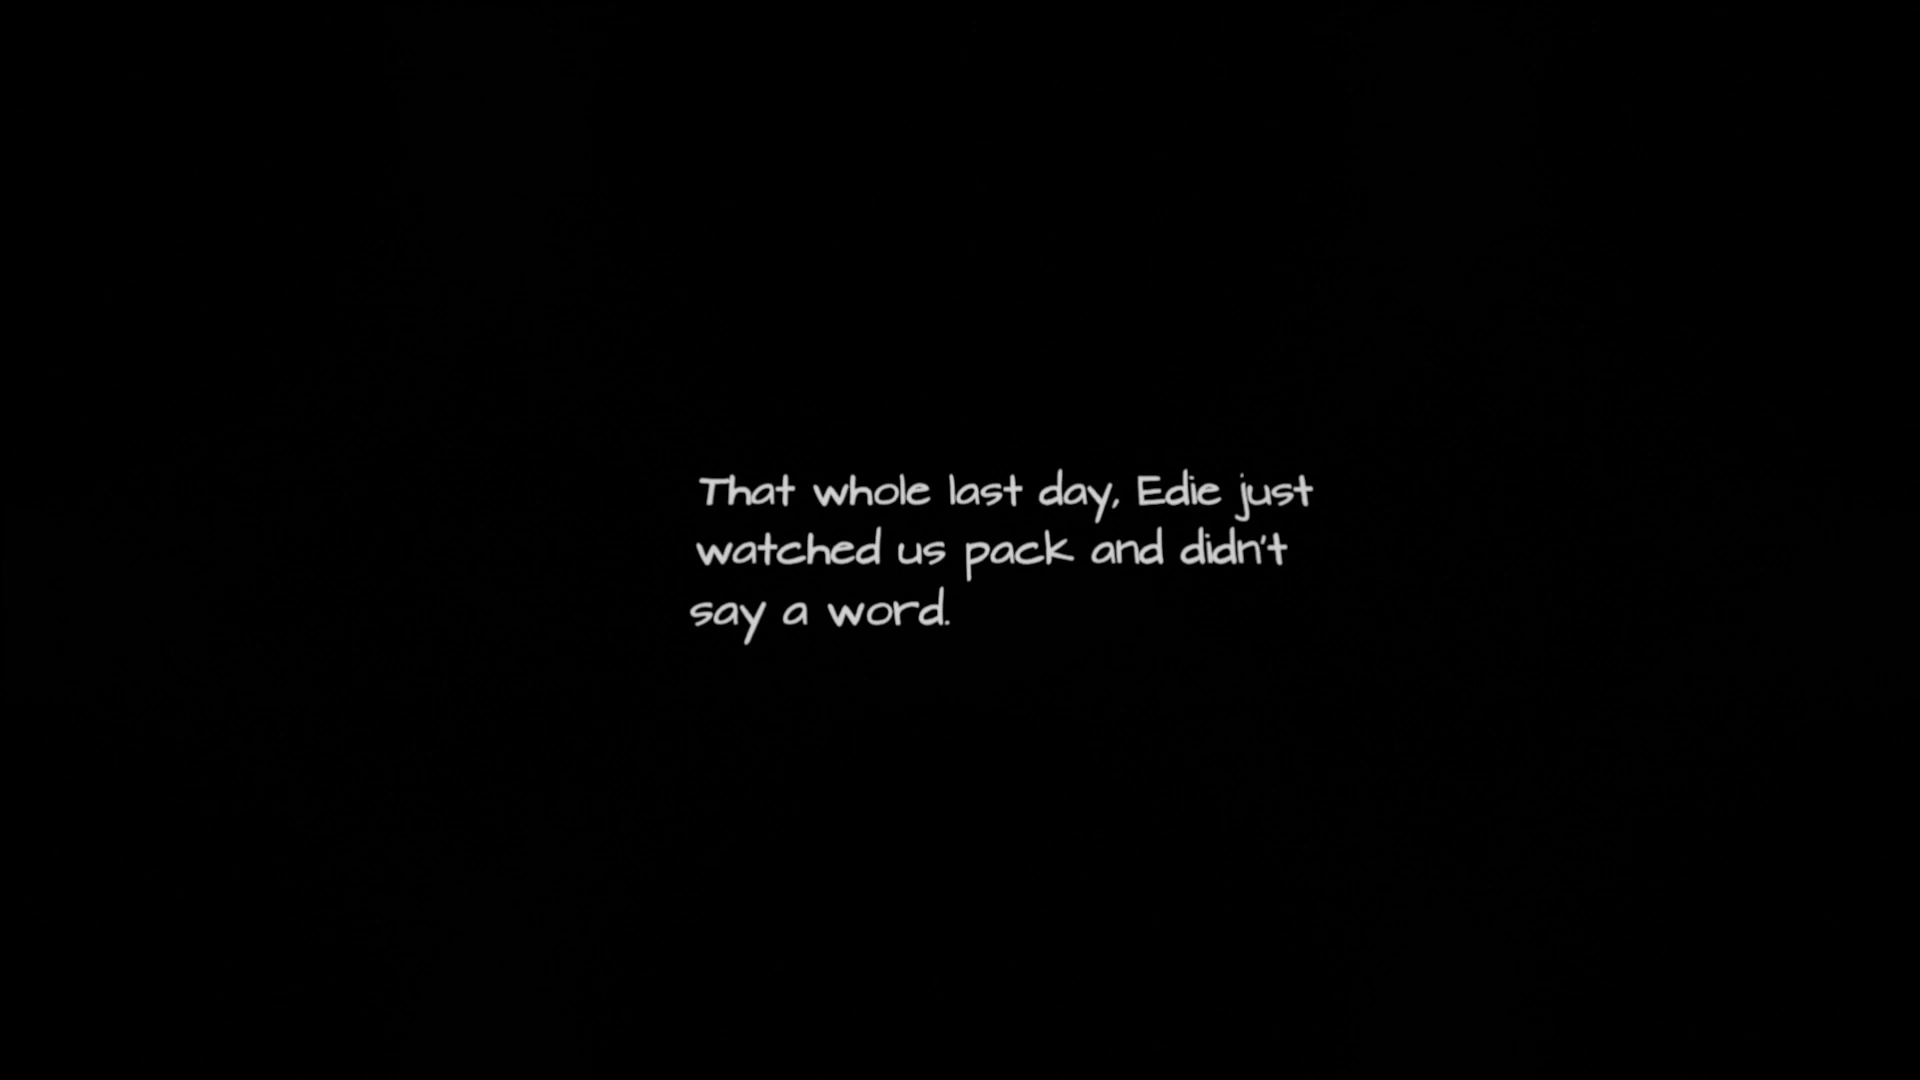 That whole last day, Edie just
watched us pack and didn't
say a word.